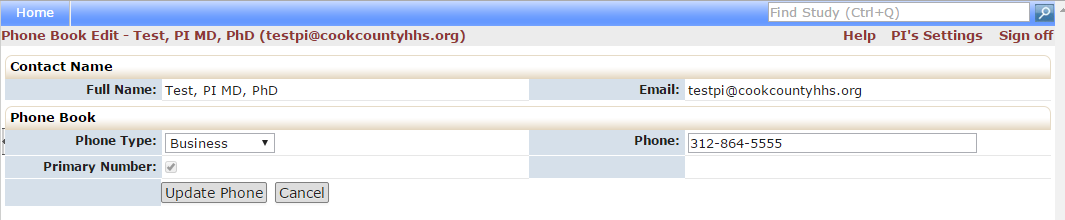 Home Find Study (Ctrl+Q)
Phone Book Edit - Test, PI MD, PhD (testpi@cookcountyhhs.org) Help PI's Settings Sign off
Contact Name
Full Name: Test, PI MD, PhD Email: testpi@cookcountyhhs.org
Phone Book
Phone Type: Business Phone: 312-864-5555
Primary Number:
Update Phone Cancel